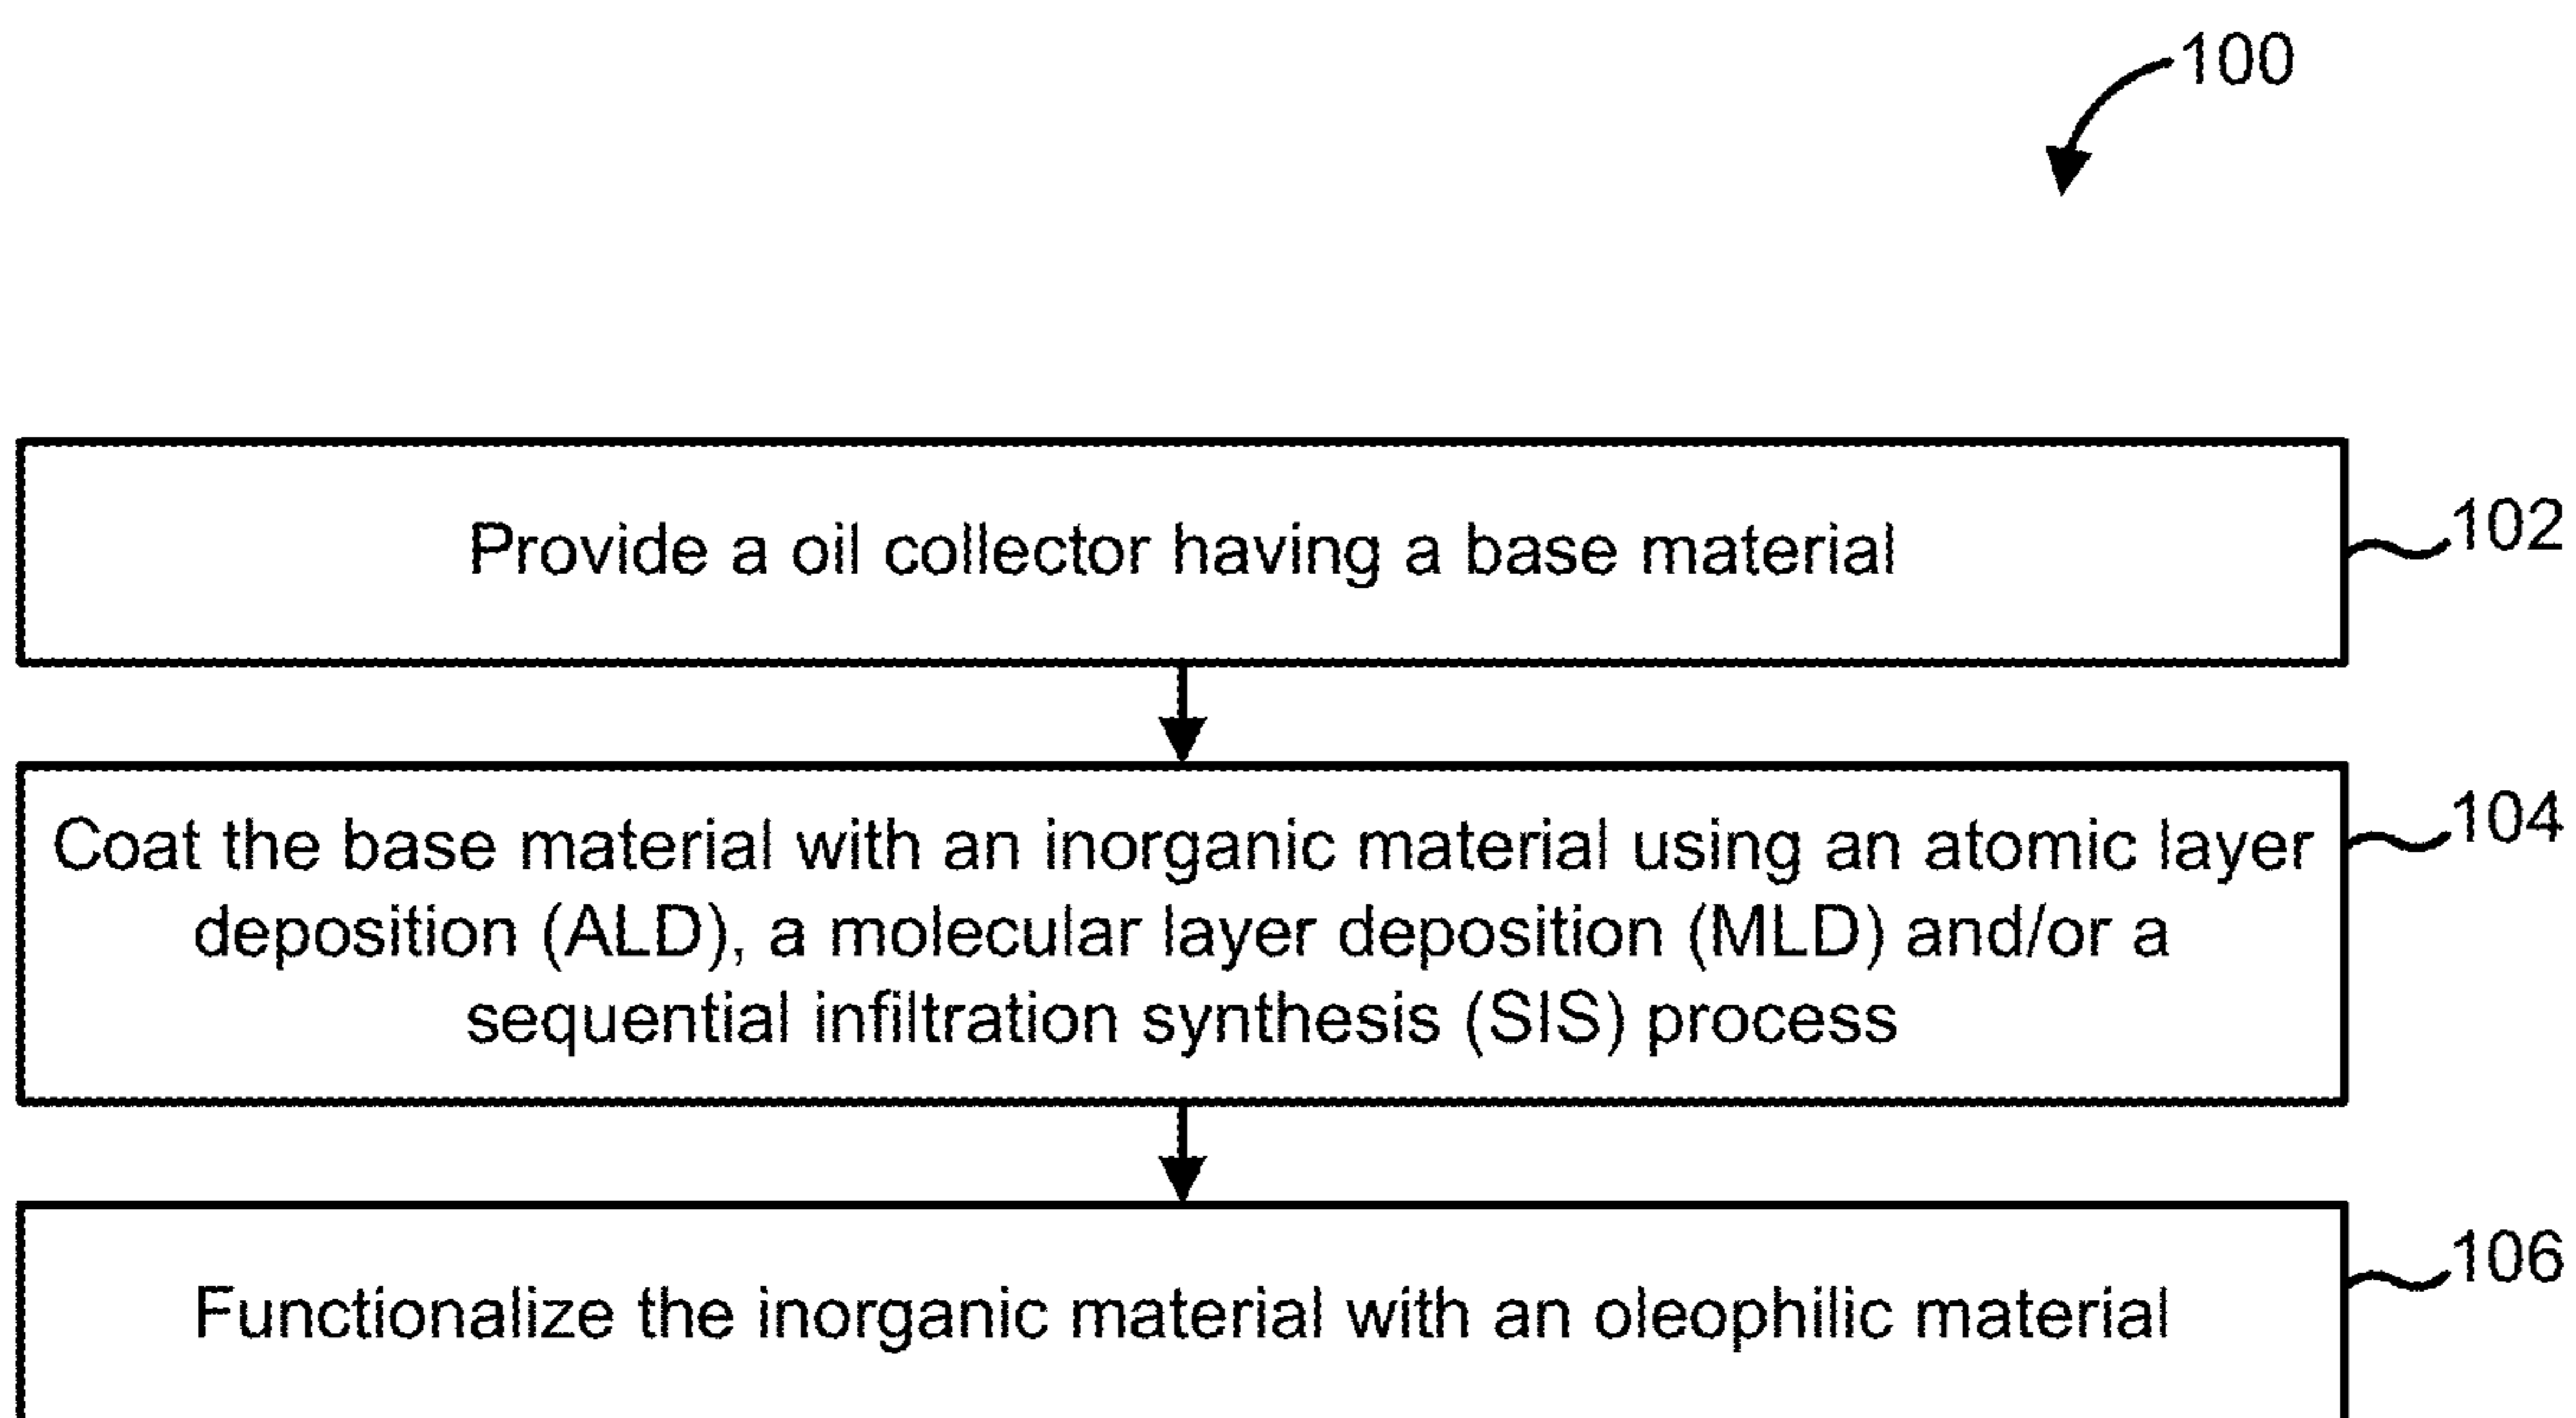 100
Provide a oil collector having a base material
102
Coat the base material with an inorganic material using an atomic layer
deposition (ALD), a molecular layer deposition (MLD) and/or a
sequential infiltration synthesis (SIS) process
104
Functionalize the inorganic material with an oleophilic material
106